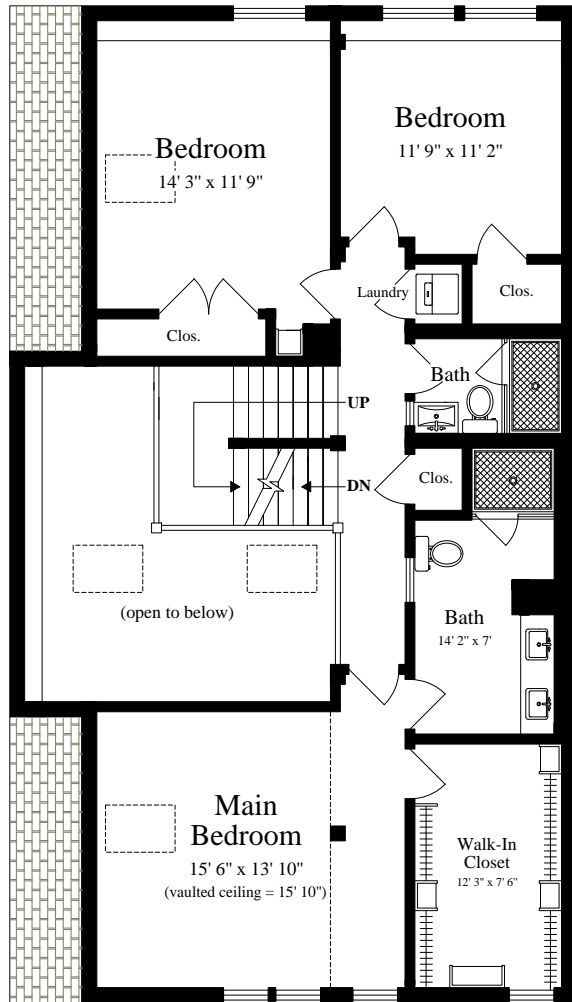 Bedroom
14' 3" x 11' 9"
Bedroom
11' 9" x 11' 2"
Laundry
Clos.
Clos.
Bath
UP
Clos.
DN
(open to below)
Bath
14' 2" x 7'
Main
Bedroom
15' 6" x 13' 10"
(vaulted ceiling = 15' 10")
Walk-In
Closet
12' 3" x 7' 6"